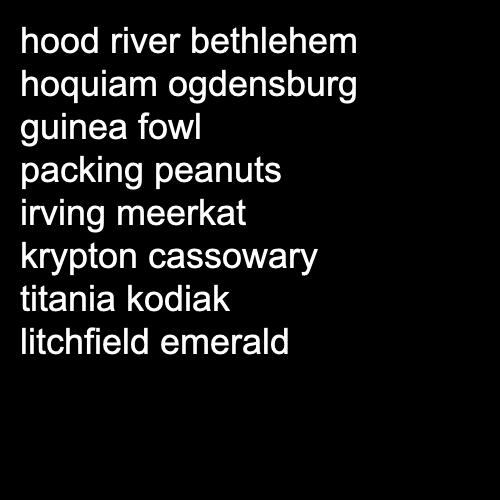 hood river bethlehem
hoquiam ogdensburg
guinea fowl
packing peanuts
irving meerkat
krypton cassowary
titania kodiak
litchfield emerald